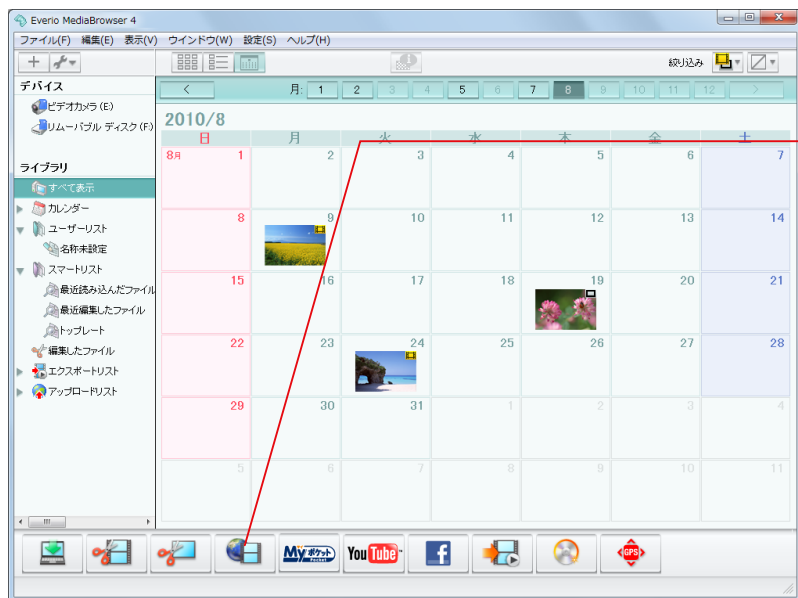 Everio MediaBrowser 4
ファイル(F) 編集(E) 表示(V) ウインドウ(W) 設定(S) ヘルプ(H)
絞り込み
デバイス
ビデオカメラ (E)
リムーバブル ディスク (F)
ライブラリ
すべて表示
カレンダー
ユーザーリスト
名称未設定
スマートリスト
最近読み込んだファイル
最近編集したファイル
トップレート
編集したファイル
エクスポートリスト
アップロードリスト
< 月: 1 2 3 4 5 6 7 8 9 10 11 12 >
2010/8
日 月 火 水 木 金 土
8月 1 2 3 4 5 6 7
8 9 10 11 12 13 14
15 16 17 18 19 20 21
22 23 24 25 26 27 28
29 30 31 1 2 3 4
5 6 7 8 9 10 11
Myポケット
Pocket
YouTube
f
GPS